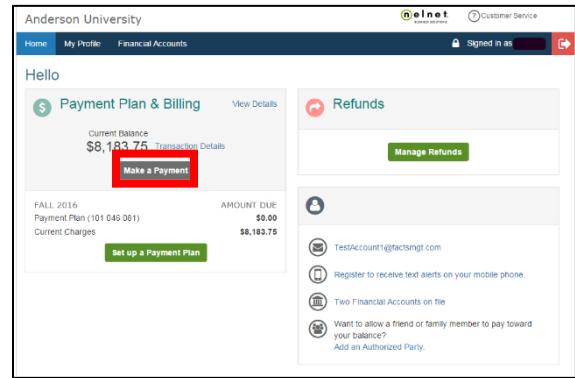 Anderson University
nelnet
BUSINESS SOLUTIONS
? Customer Service
Home My Profile Financial Accounts
Signed in as
Hello
$ Payment Plan & Billing View Details
Current Balance
$8,183.75 Transaction Details
Make a Payment
FALL 2016 AMOUNT DUE
Payment Plan (101 046 081) $0.00
Current Charges $8,183.75
Set up a Payment Plan
Refunds
Manage Refunds
TestAccount1@factsmgt.com
Register to receive text alerts on your mobile phone.
Two Financial Accounts on file
Want to allow a friend or family member to pay toward
your balance?
Add an Authorized Party.